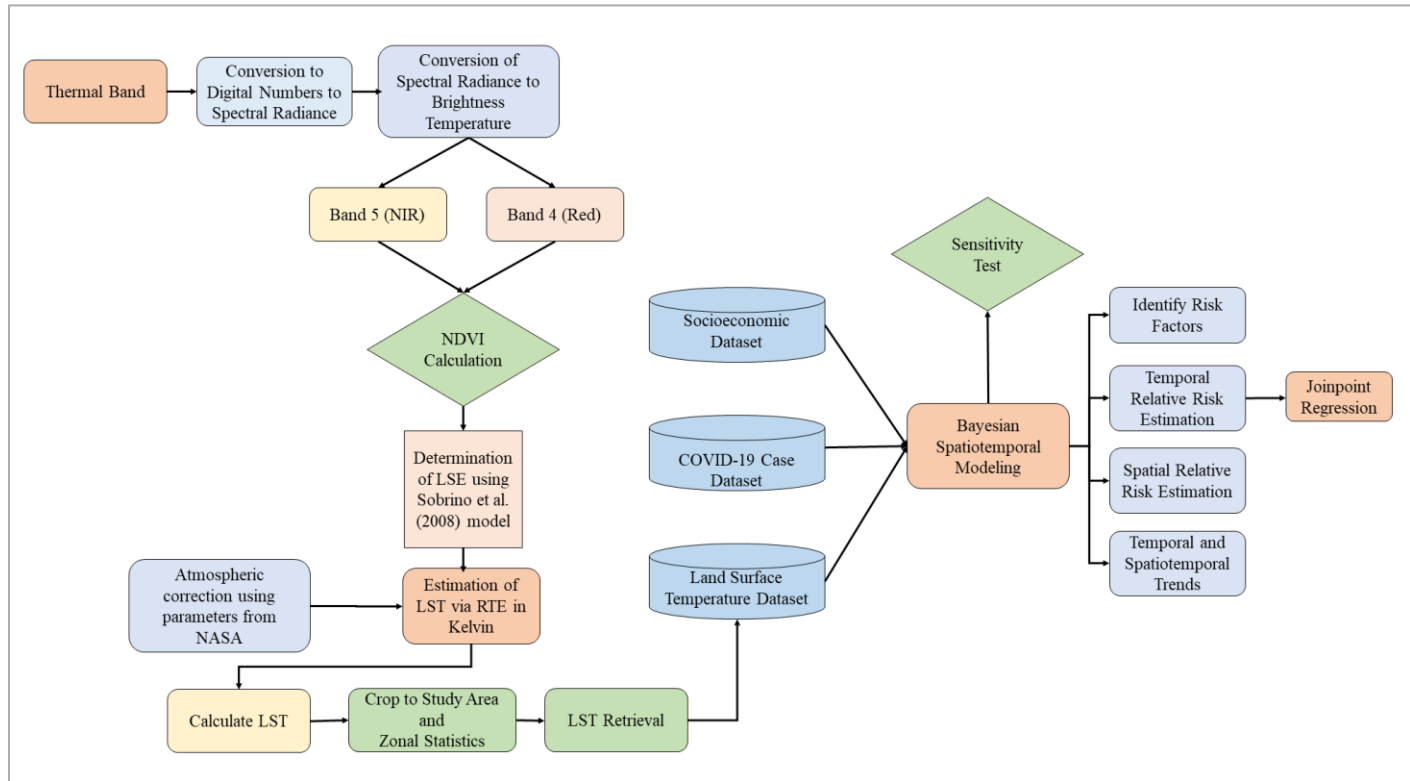 Thermal Band
Conversion to
Digital Numbers to
Spectral Radiance
Conversion of
Spectral Radiance to
Brightness
Temperature
Band 5 (NIR)
Band 4 (Red)
NDVI
Calculation
Determination
of LSE using
Sobrino et al.
(2008) model
Atmospheric
correction using
parameters from
NASA
Estimation of
LST via RTE in
Kelvin
Calculate LST
Crop to Study Area
and
Zonal Statistics
LST Retrieval
Socioeconomic
Dataset
COVID-19 Case
Dataset
Land Surface
Temperature Dataset
Sensitivity
Test
Bayesian
Spatiotemporal
Modeling
Identify Risk
Factors
Temporal
Relative Risk
Estimation
Joinpoint
Regression
Spatial Relative
Risk Estimation
Temporal and
Spatiotemporal
Trends